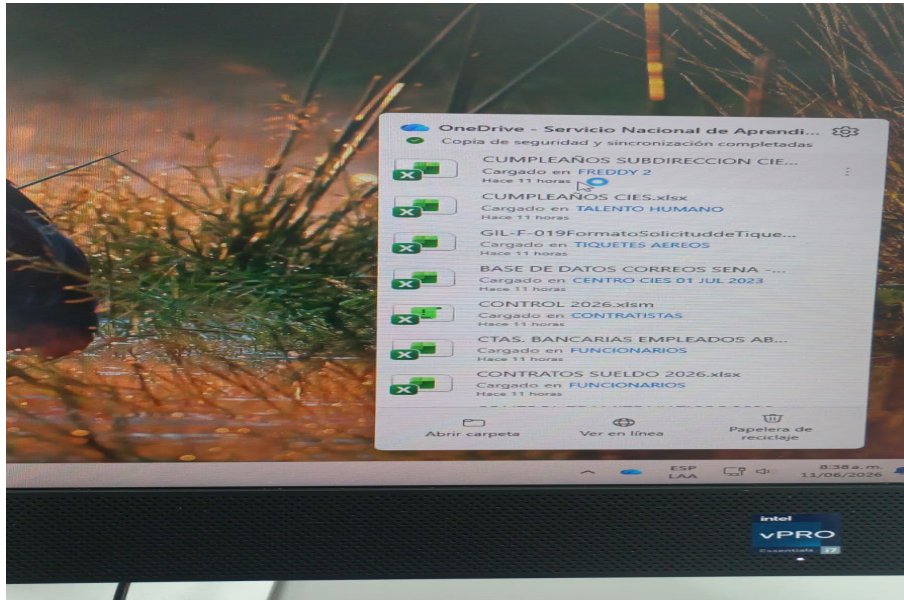 OneDrive - Servicio Nacional de Aprendi...
Copia de seguridad y sincronización completadas
CUMPLEAÑOS SUBDIRECCION CIE...
Cargado en FREDDY 2
Hace 11 horas
CUMPLEAÑOS CIES.xlsx
Cargado en TALENTO HUMANO
Hace 11 horas
GIL-F-019FormatoSolicituddeTique...
Cargado en TIQUETES AEREOS
Hace 11 horas
BASE DE DATOS CORREOS SENA -...
Cargado en CENTRO CIES 01 JUL 2023
Hace 11 horas
CONTROL 2026.xlsm
Cargado en CONTRATISTAS
Hace 11 horas
CTAS. BANCARIAS EMPLEADOS AB...
Cargado en FUNCIONARIOS
Hace 11 horas
CONTRATOS SUELDO 2026.xlsx
Cargado en FUNCIONARIOS
Hace 11 horas
Abrir carpeta
Ver en línea
Papelera de reciclaje
ESP
LAA
8:38 a. m.
11/06/2026
intel
vPRO
Essentials i7